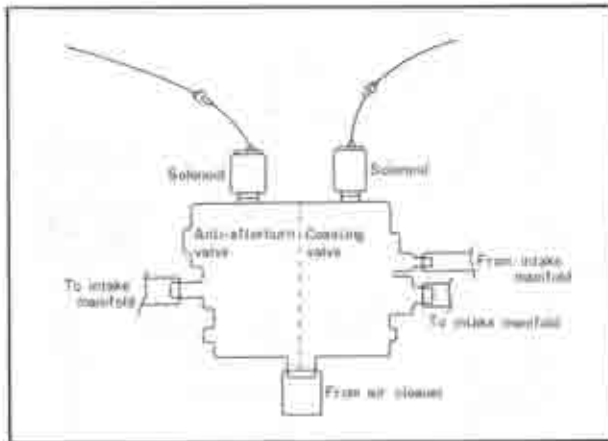 Solenoid
Solenoid
Anti-afterburn
valve
Coasting
valve
From intake
manifold
To intake
manifold
To intake manifold
From air cleaner